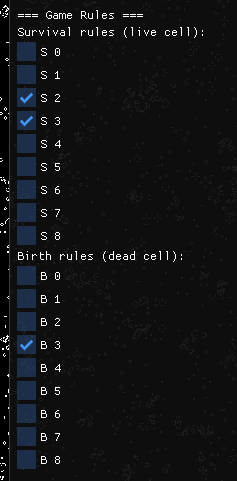 === Game Rules ===
Survival rules (live cell):
S 0
S 1
S 2
S 3
S 4
S 5
S 6
S 7
S 8
Birth rules (dead cell):
B 0
B 1
B 2
B 3
B 4
B 5
B 6
B 7
B 8